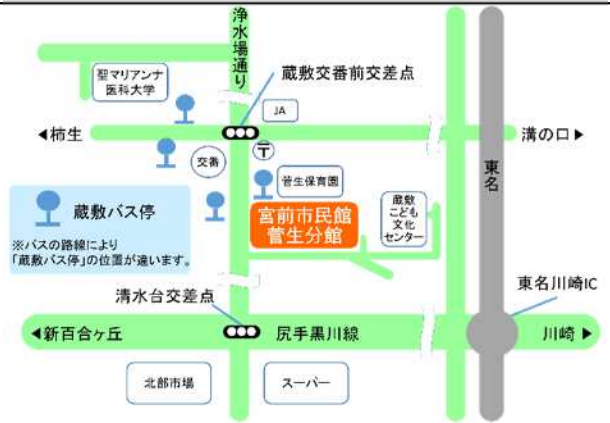 浄水場通り
聖マリアンナ
医科大学
蔵敷交番前交差点
JA
◀柿生
溝の口▶
〒
交番
菅生保育園
東名
蔵敷バス停
※バスの路線により
「蔵敷バス停」の位置が違います。
宮前市民館
菅生分館
蔵敷
こども
文化
センター
清水台交差点
東名川崎IC
◀新百合ヶ丘
尻手黒川線
川崎▶
北部市場
スーパー